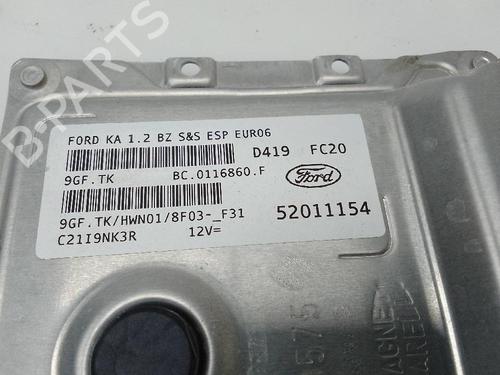 B-PARTS
FORD KA 1.2 BZ S&S ESP EURO6
D419 FC20
9GF.TK BC.0116860.F
Ford
9GF.TK/HWN01/8F03-_F31
52011154
C21I9NK3R 12V=
575